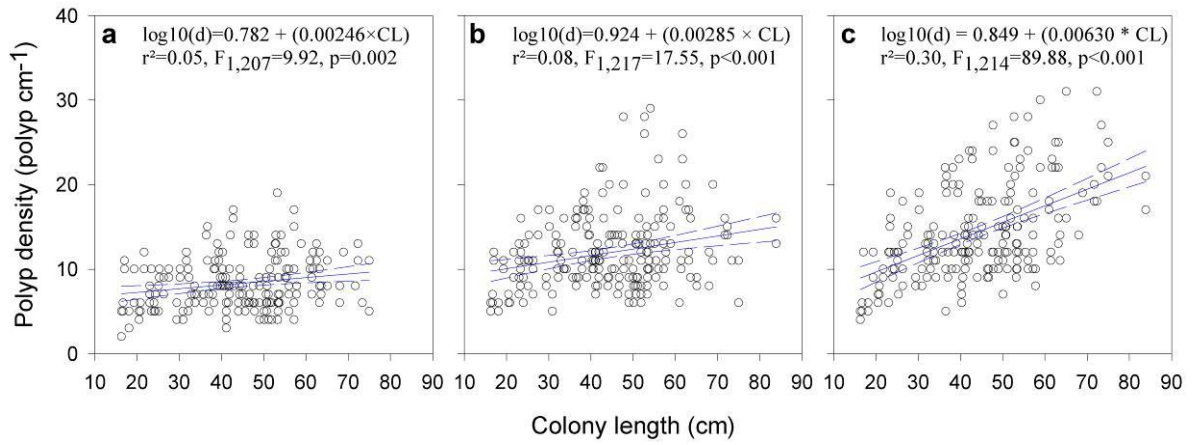 a log10(d)=0.782 + (0.00246×CL)
r²=0.05, F1,207=9.92, p=0.002
b log10(d)=0.924 + (0.00285 × CL)
r²=0.08, F1,217=17.55, p<0.001
c log10(d) = 0.849 + (0.00630 * CL)
r²=0.30, F1,214=89.88, p<0.001
Polyp density (polyp cm-1)
40
30
20
10
0
10 20 30 40 50 60 70 80 90
10 20 30 40 50 60 70 80 90
10 20 30 40 50 60 70 80 90
Colony length (cm)